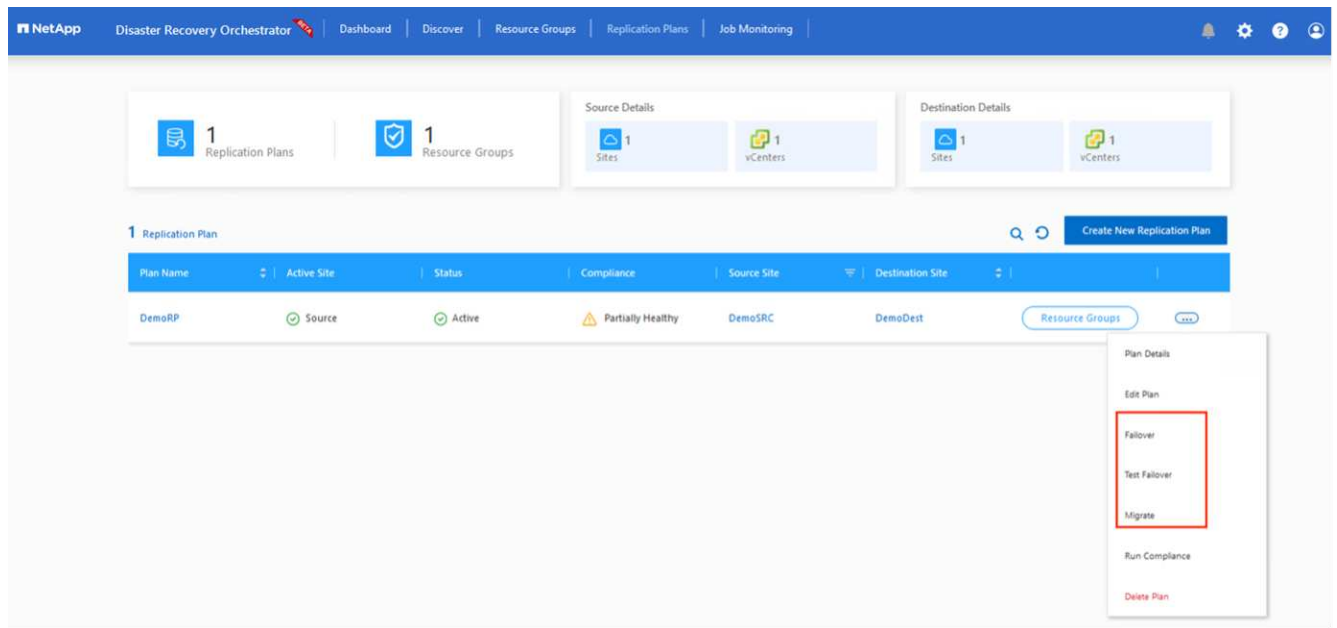 NetApp
Disaster Recovery Orchestrator
Dashboard
Discover
Resource Groups
Replication Plans
Job Monitoring
1
Replication Plans
1
Resource Groups
Source Details
1
Sites
1
vCenters
Destination Details
1
Sites
1
vCenters
1 Replication Plan
Create New Replication Plan
Plan Name
Active Site
Status
Compliance
Source Site
Destination Site
DemoRP
Source
Active
Partially Healthy
DemoSRC
DemoDest
Resource Groups
...
Plan Details
Edit Plan
Failover
Test Failover
Migrate
Run Compliance
Delete Plan